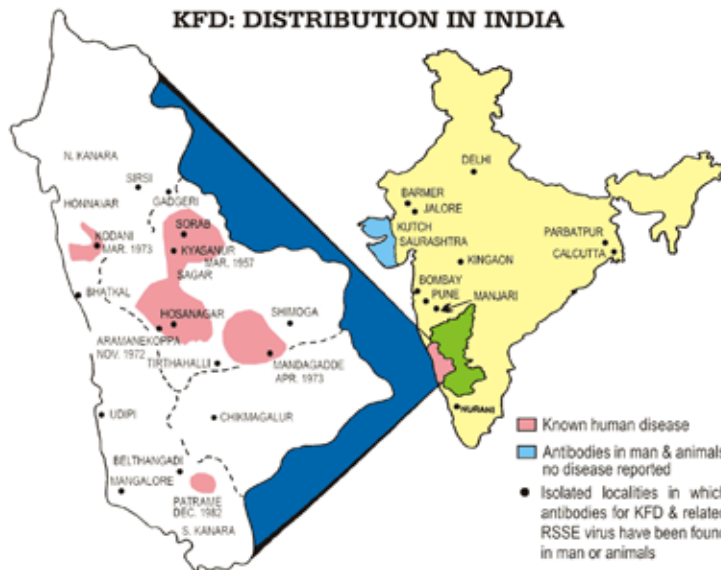 KFD: DISTRIBUTION IN INDIA
N. KANARA
SIRSI
HONNAVAR
GADGERI
SORAB
KODANI
MAR. 1973
KYASANUR
MAR. 1957
SAGAR
BHATKAL
HOSANAGAR
SHIMOGA
ARAMANEKOPPA
NOV. 1972
TIRTHAHALLI
MANDAGADDE
APR. 1973
UDIPI
CHIKMAGALUR
BELTHANGADI
MANGALORE
PATRAME
DEC. 1982
S. KANARA
DELHI
BARMER
JALORE
KUTCH
SAURASHTRA
PARBATPUR
CALCUTTA
KINGAON
BOMBAY
PUNE
MANJARI
NURANI
Known human disease
Antibodies in man & animals
no disease reported
Isolated localities in which
antibodies for KFD & related
RSSE virus have been found
in man or animals